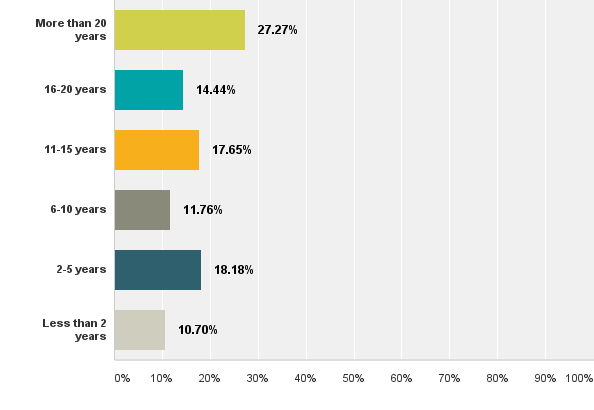 More than 20
years
27.27%
16-20 years
14.44%
11-15 years
17.65%
6-10 years
11.76%
2-5 years
18.18%
Less than 2
years
10.70%
0% 10% 20% 30% 40% 50% 60% 70% 80% 90% 100%